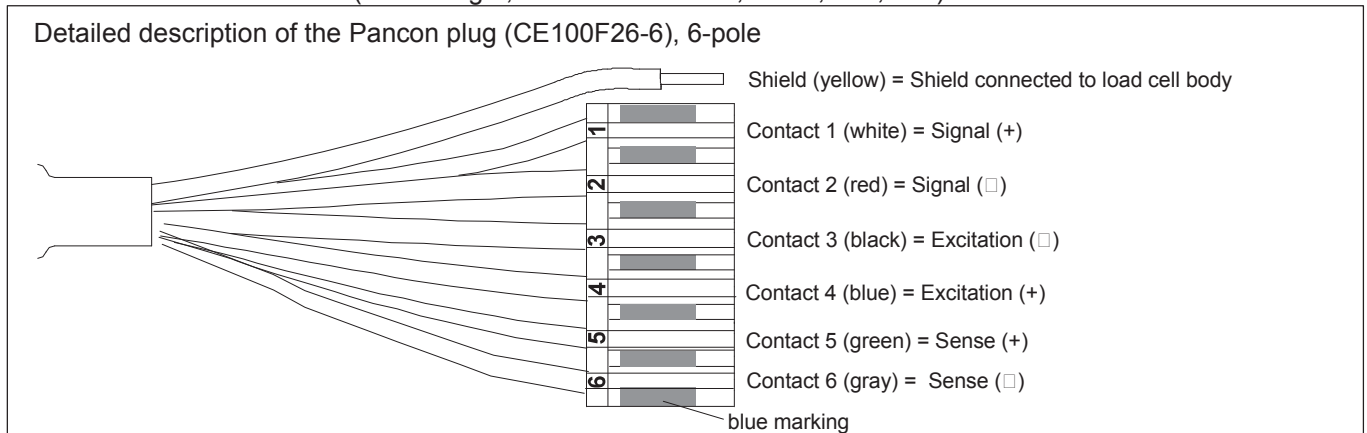 Detailed description of the Pancon plug (CE100F26-6), 6-pole
Shield (yellow) = Shield connected to load cell body
1
Contact 1 (white) = Signal (+)
2
Contact 2 (red) = Signal (□)
3
Contact 3 (black) = Excitation (□)
4
Contact 4 (blue) = Excitation (+)
5
Contact 5 (green) = Sense (+)
6
Contact 6 (gray) = Sense (□)
blue marking